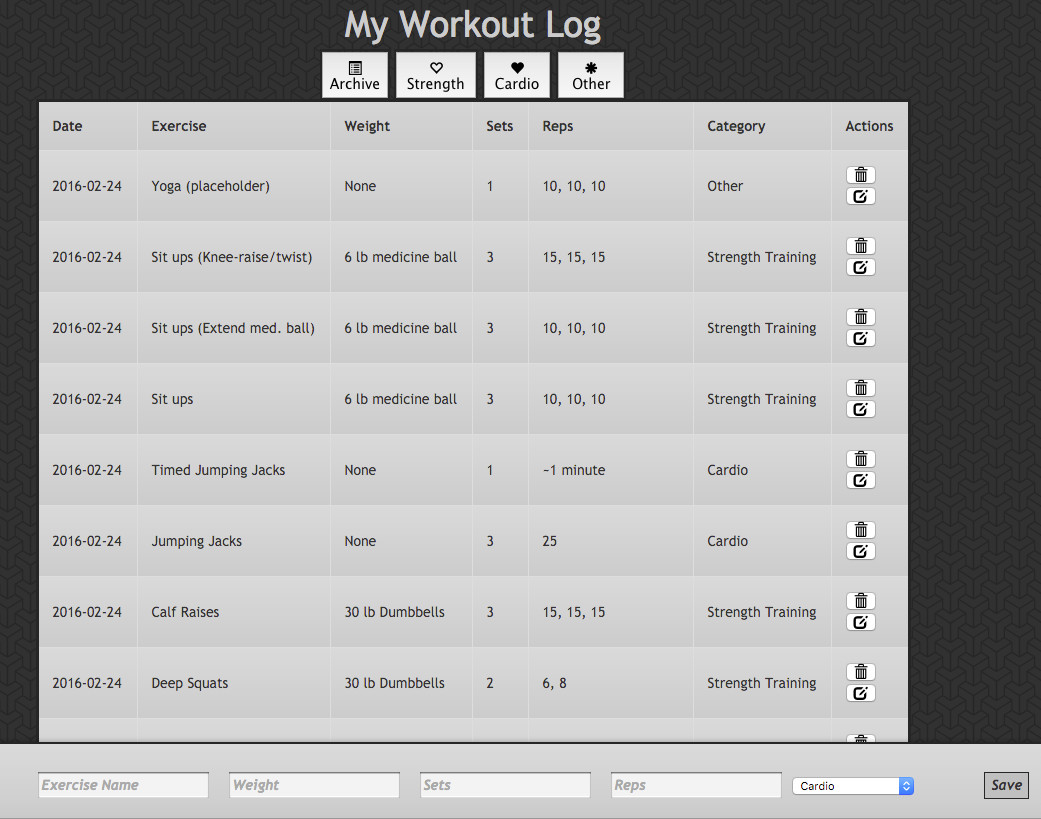 My Workout Log
Archive Strength Cardio Other
Date Exercise Weight Sets Reps Category Actions
2016-02-24 Yoga (placeholder) None 1 10, 10, 10 Other
2016-02-24 Sit ups (Knee-raise/twist) 6 lb medicine ball 3 15, 15, 15 Strength Training
2016-02-24 Sit ups (Extend med. ball) 6 lb medicine ball 3 10, 10, 10 Strength Training
2016-02-24 Sit ups 6 lb medicine ball 3 10, 10, 10 Strength Training
2016-02-24 Timed Jumping Jacks None 1 ~1 minute Cardio
2016-02-24 Jumping Jacks None 3 25 Cardio
2016-02-24 Calf Raises 30 lb Dumbbells 3 15, 15, 15 Strength Training
2016-02-24 Deep Squats 30 lb Dumbbells 2 6, 8 Strength Training
Exercise Name Weight Sets Reps Cardio Save